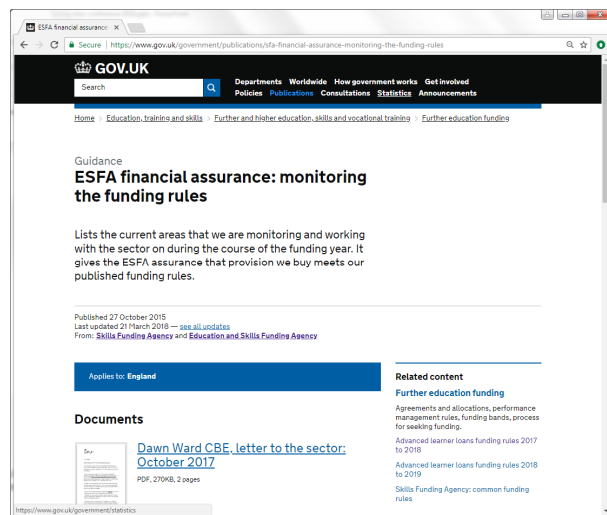 ESFA financial assurance:
Secure | https://www.gov.uk/government/publications/sfa-financial-assurance-monitoring-the-funding-rules
GOV.UK
Search
Departments Worldwide How government works Get involved
Policies Publications Consultations Statistics Announcements
Home > Education, training and skills > Further and higher education, skills and vocational training > Further education funding
Guidance
ESFA financial assurance: monitoring
the funding rules
Lists the current areas that we are monitoring and working
with the sector on during the course of the funding year. It
gives the ESFA assurance that provision we buy meets our
published funding rules.
Published 27 October 2015
Last updated 21 March 2018 — see all updates
From: Skills Funding Agency and Education and Skills Funding Agency
Applies to: England
Documents
Dawn Ward CBE, letter to the sector:
October 2017
PDF, 270KB, 2 pages
Related content
Further education funding
Agreements and allocations, performance
management rules, funding bands, process
for seeking funding.
Advanced learner loans funding rules 2017
to 2018
Advanced learner loans funding rules 2018
to 2019
Skills Funding Agency: common funding
rules
https://www.gov.uk/government/statistics